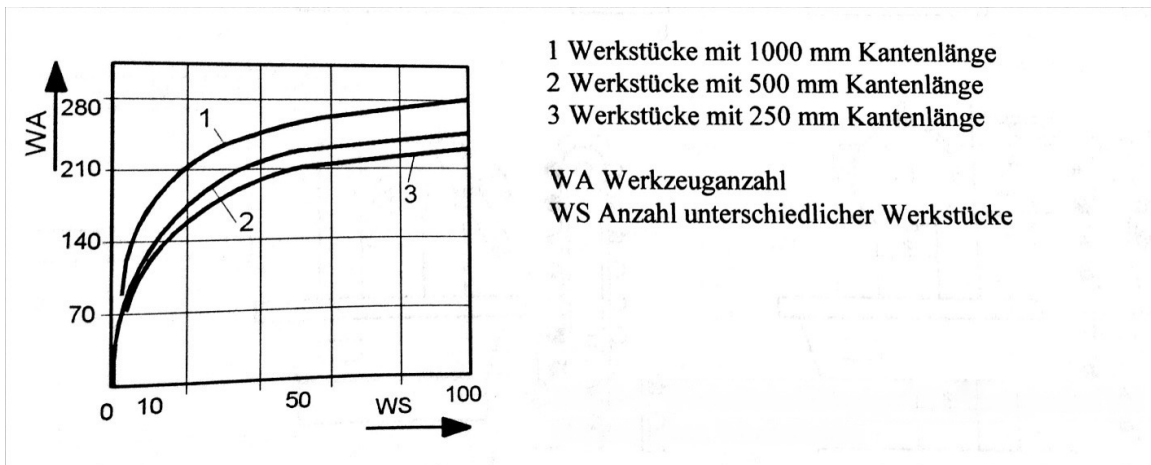 WA
280
210
140
70
0
10
50
WS
100
1
2
3
1 Werkstücke mit 1000 mm Kantenlänge
2 Werkstücke mit 500 mm Kantenlänge
3 Werkstücke mit 250 mm Kantenlänge
WA Werkzeuganzahl
WS Anzahl unterschiedlicher Werkstücke